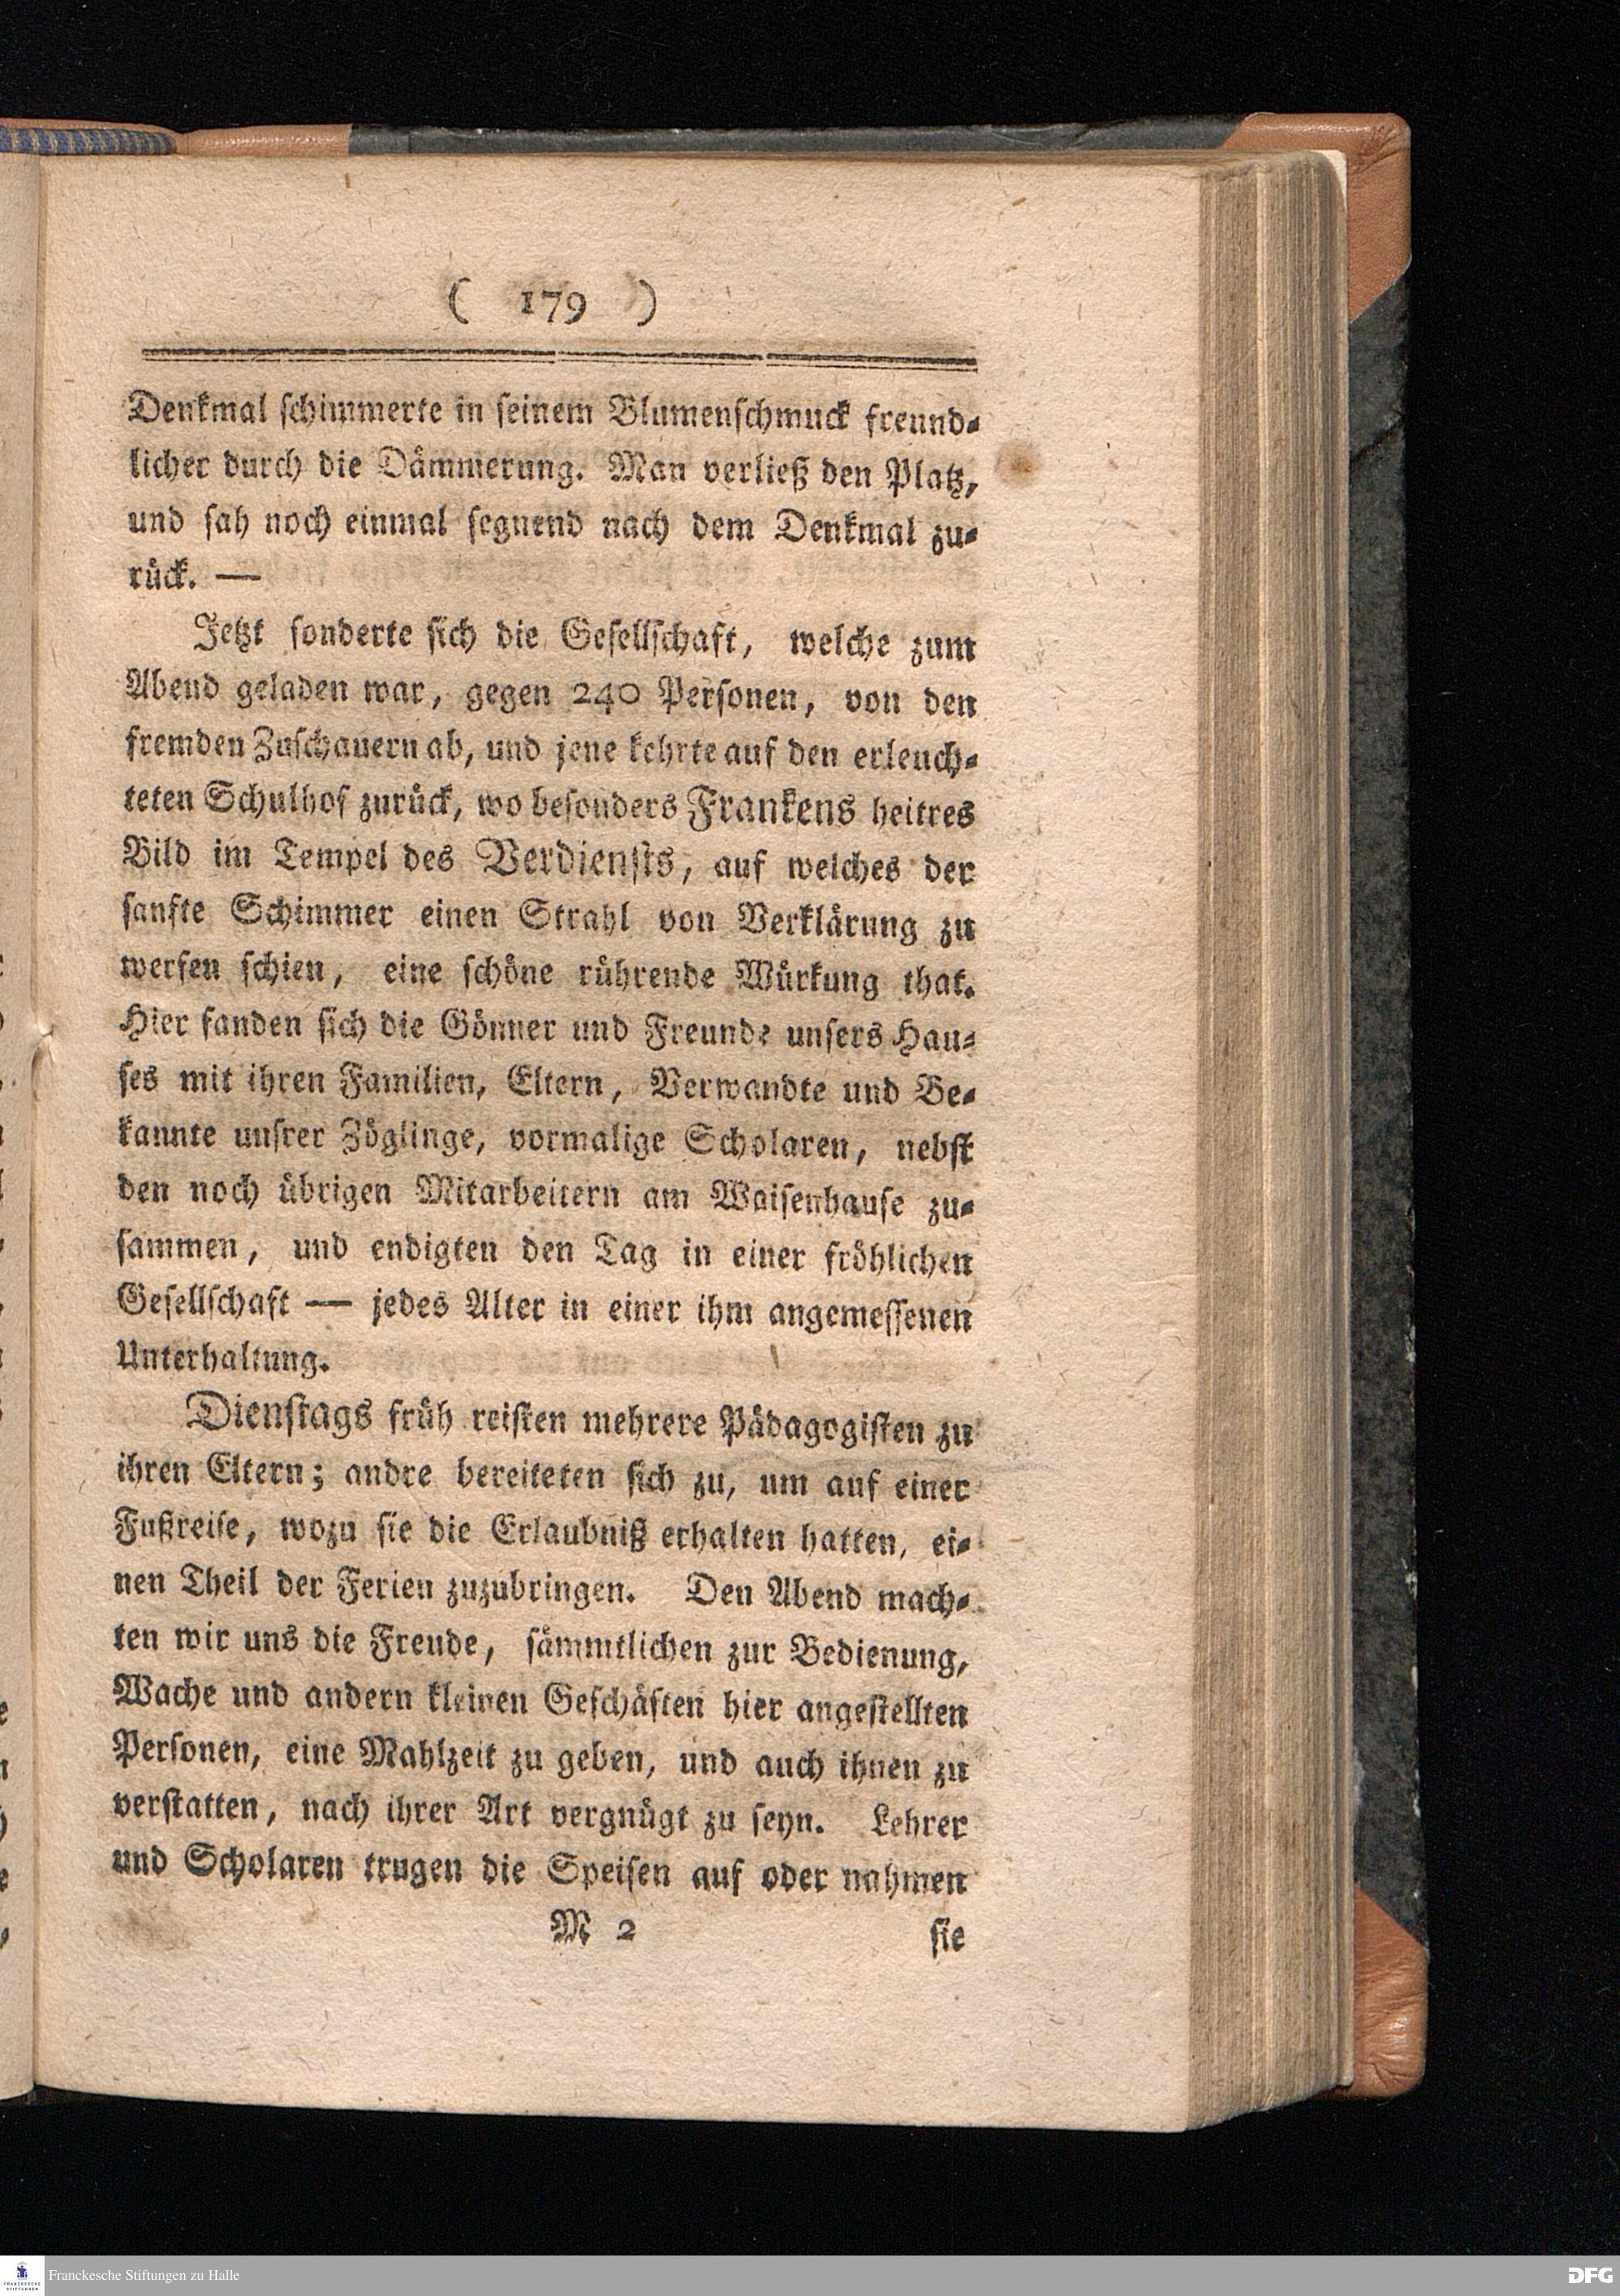 ( 179 )
Denkmal schimmerte in seinem Blumenschmuck freund-
licher durch die Dämmerung. Man verließ den Platz,
und sah noch einmal segnend nach dem Denkmal zu-
rück. —
Jetzt sonderte sich die Gesellschaft, welche zum
Abend geladen war, gegen 240 Personen, von den
fremden Zuschauern ab, und jene kehrte auf den erleuch-
teten Schulhof zurück, wo besonders Frankens heitres
Bild im Tempel des Verdiensts, auf welches der
sanfte Schimmer einen Strahl von Verklärung zu
werfen schien, eine schöne rührende Würkung that.
Hier fanden sich die Gönner und Freunde unsers Hau-
ses mit ihren Familien, Eltern, Verwandte und Be-
kannte unsrer Zöglinge, vormalige Scholaren, nebst
den noch übrigen Mitarbeitern am Waisenhause zu-
sammen, und endigten den Tag in einer fröhlichen
Gesellschaft — jedes Alter in einer ihm angemessenen
Unterhaltung.
Dienstags früh reisten mehrere Pädagogisten zu
ihren Eltern; andre bereiteten sich zu, um auf einer
Fußreise, wozu sie die Erlaubniß erhalten hatten, ei-
nen Theil der Ferien zuzubringen. Den Abend mach-
ten wir uns die Freude, sämmtlichen zur Bedienung,
Wache und andern kleinen Geschäften hier angestellten
Personen, eine Mahlzeit zu geben, und auch ihnen zu
verstatten, nach ihrer Art vergnügt zu seyn. Lehrer
und Scholaren trugen die Speisen auf oder nahmen
M 2 sie
FRANCKESCHE STIFTUNGEN Franckesche Stiftungen zu Halle DFG